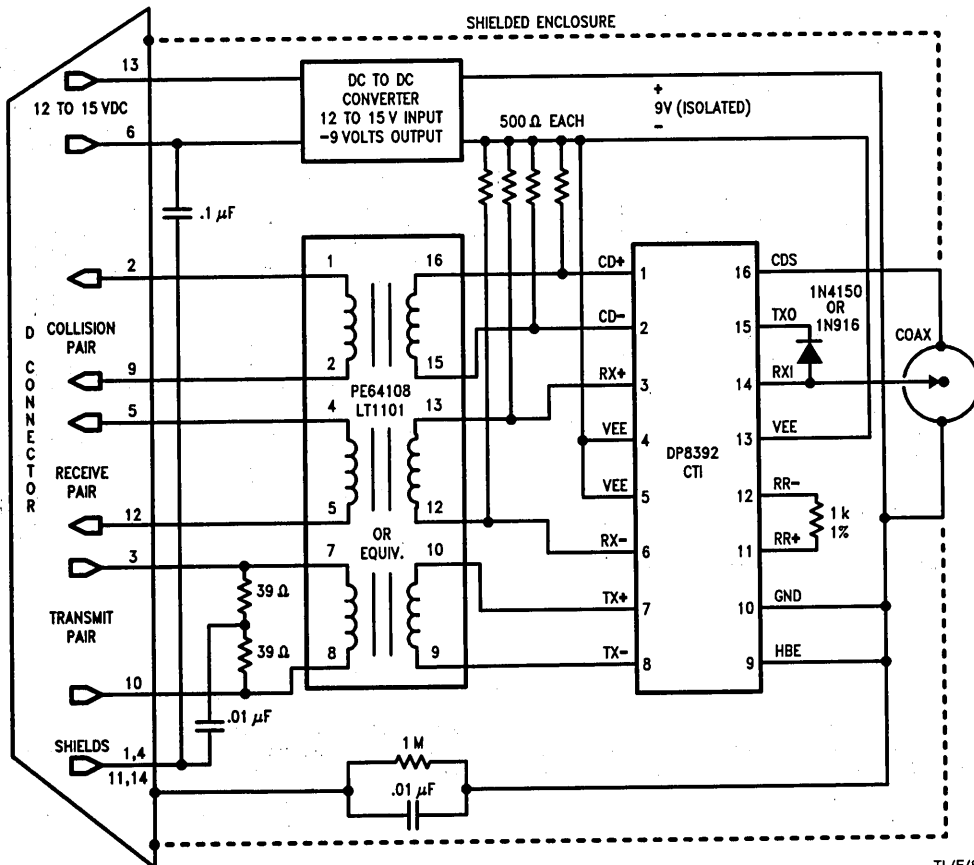 SHIELDED ENCLOSURE
13
12 TO 15 VDC
6
DC TO DC
CONVERTER
12 TO 15 V INPUT
-9 VOLTS OUTPUT
+
9V (ISOLATED)
-
500 Ω EACH
.1 µF
D CONNECTOR
2
COLLISION
PAIR
9
5
RECEIVE
PAIR
12
3
TRANSMIT
PAIR
10
SHIELDS
1,4
11,14
39 Ω
39 Ω
.01 µF
1
16
2
15
PE64108
LT1101
4
13
5
12
OR
EQUIV.
7
10
8
9
CD+
CD-
RX+
VEE
VEE
RX-
TX+
TX-
1
2
3
4
5
6
7
8
DP8392
CTI
16
15
14
13
12
11
10
9
CDS
TXO
RXI
VEE
RR-
RR+
GND
HBE
1N4150
OR
1N916
COAX
1 k
1%
1 M
.01 µF